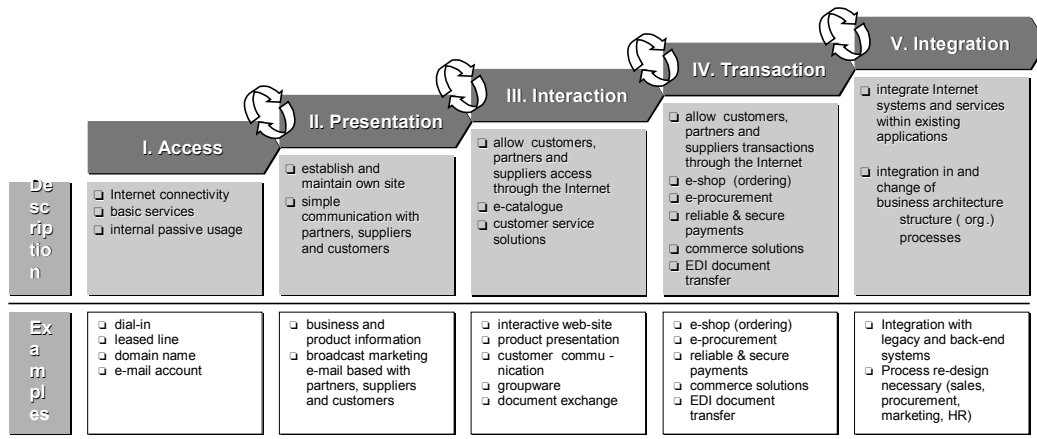 I. Access
II. Presentation
III. Interaction
IV. Transaction
V. Integration
De
scr
rip
tio
n
❑ Internet connectivity
❑ basic services
❑ internal passive usage
❑ establish and
maintain own site
❑ simple
communication with
partners, suppliers
and customers
❑ allow customers,
partners and
suppliers access
through the Internet
❑ e-catalogue
❑ customer service
solutions
❑ allow customers,
partners and
suppliers transactions
through the Internet
❑ e-shop (ordering)
❑ e-procurement
❑ reliable & secure
payments
❑ commerce solutions
❑ EDI document
transfer
❑ integrate Internet
systems and services
within existing
applications
❑ integration in and
change of
business architecture
structure ( org.)
processes
Ex
a
m
pl
es
❑ dial-in
❑ leased line
❑ domain name
❑ e-mail account
❑ business and
product information
❑ broadcast marketing
e-mail based with
partners, suppliers
and customers
❑ interactive web-site
❑ product presentation
❑ customer commu -
nication
❑ groupware
❑ document exchange
❑ e-shop (ordering)
❑ e-procurement
❑ reliable & secure
payments
❑ commerce solutions
❑ EDI document
transfer
❑ Integration with
legacy and back-end
systems
❑ Process re-design
necessary (sales,
procurement,
marketing, HR)